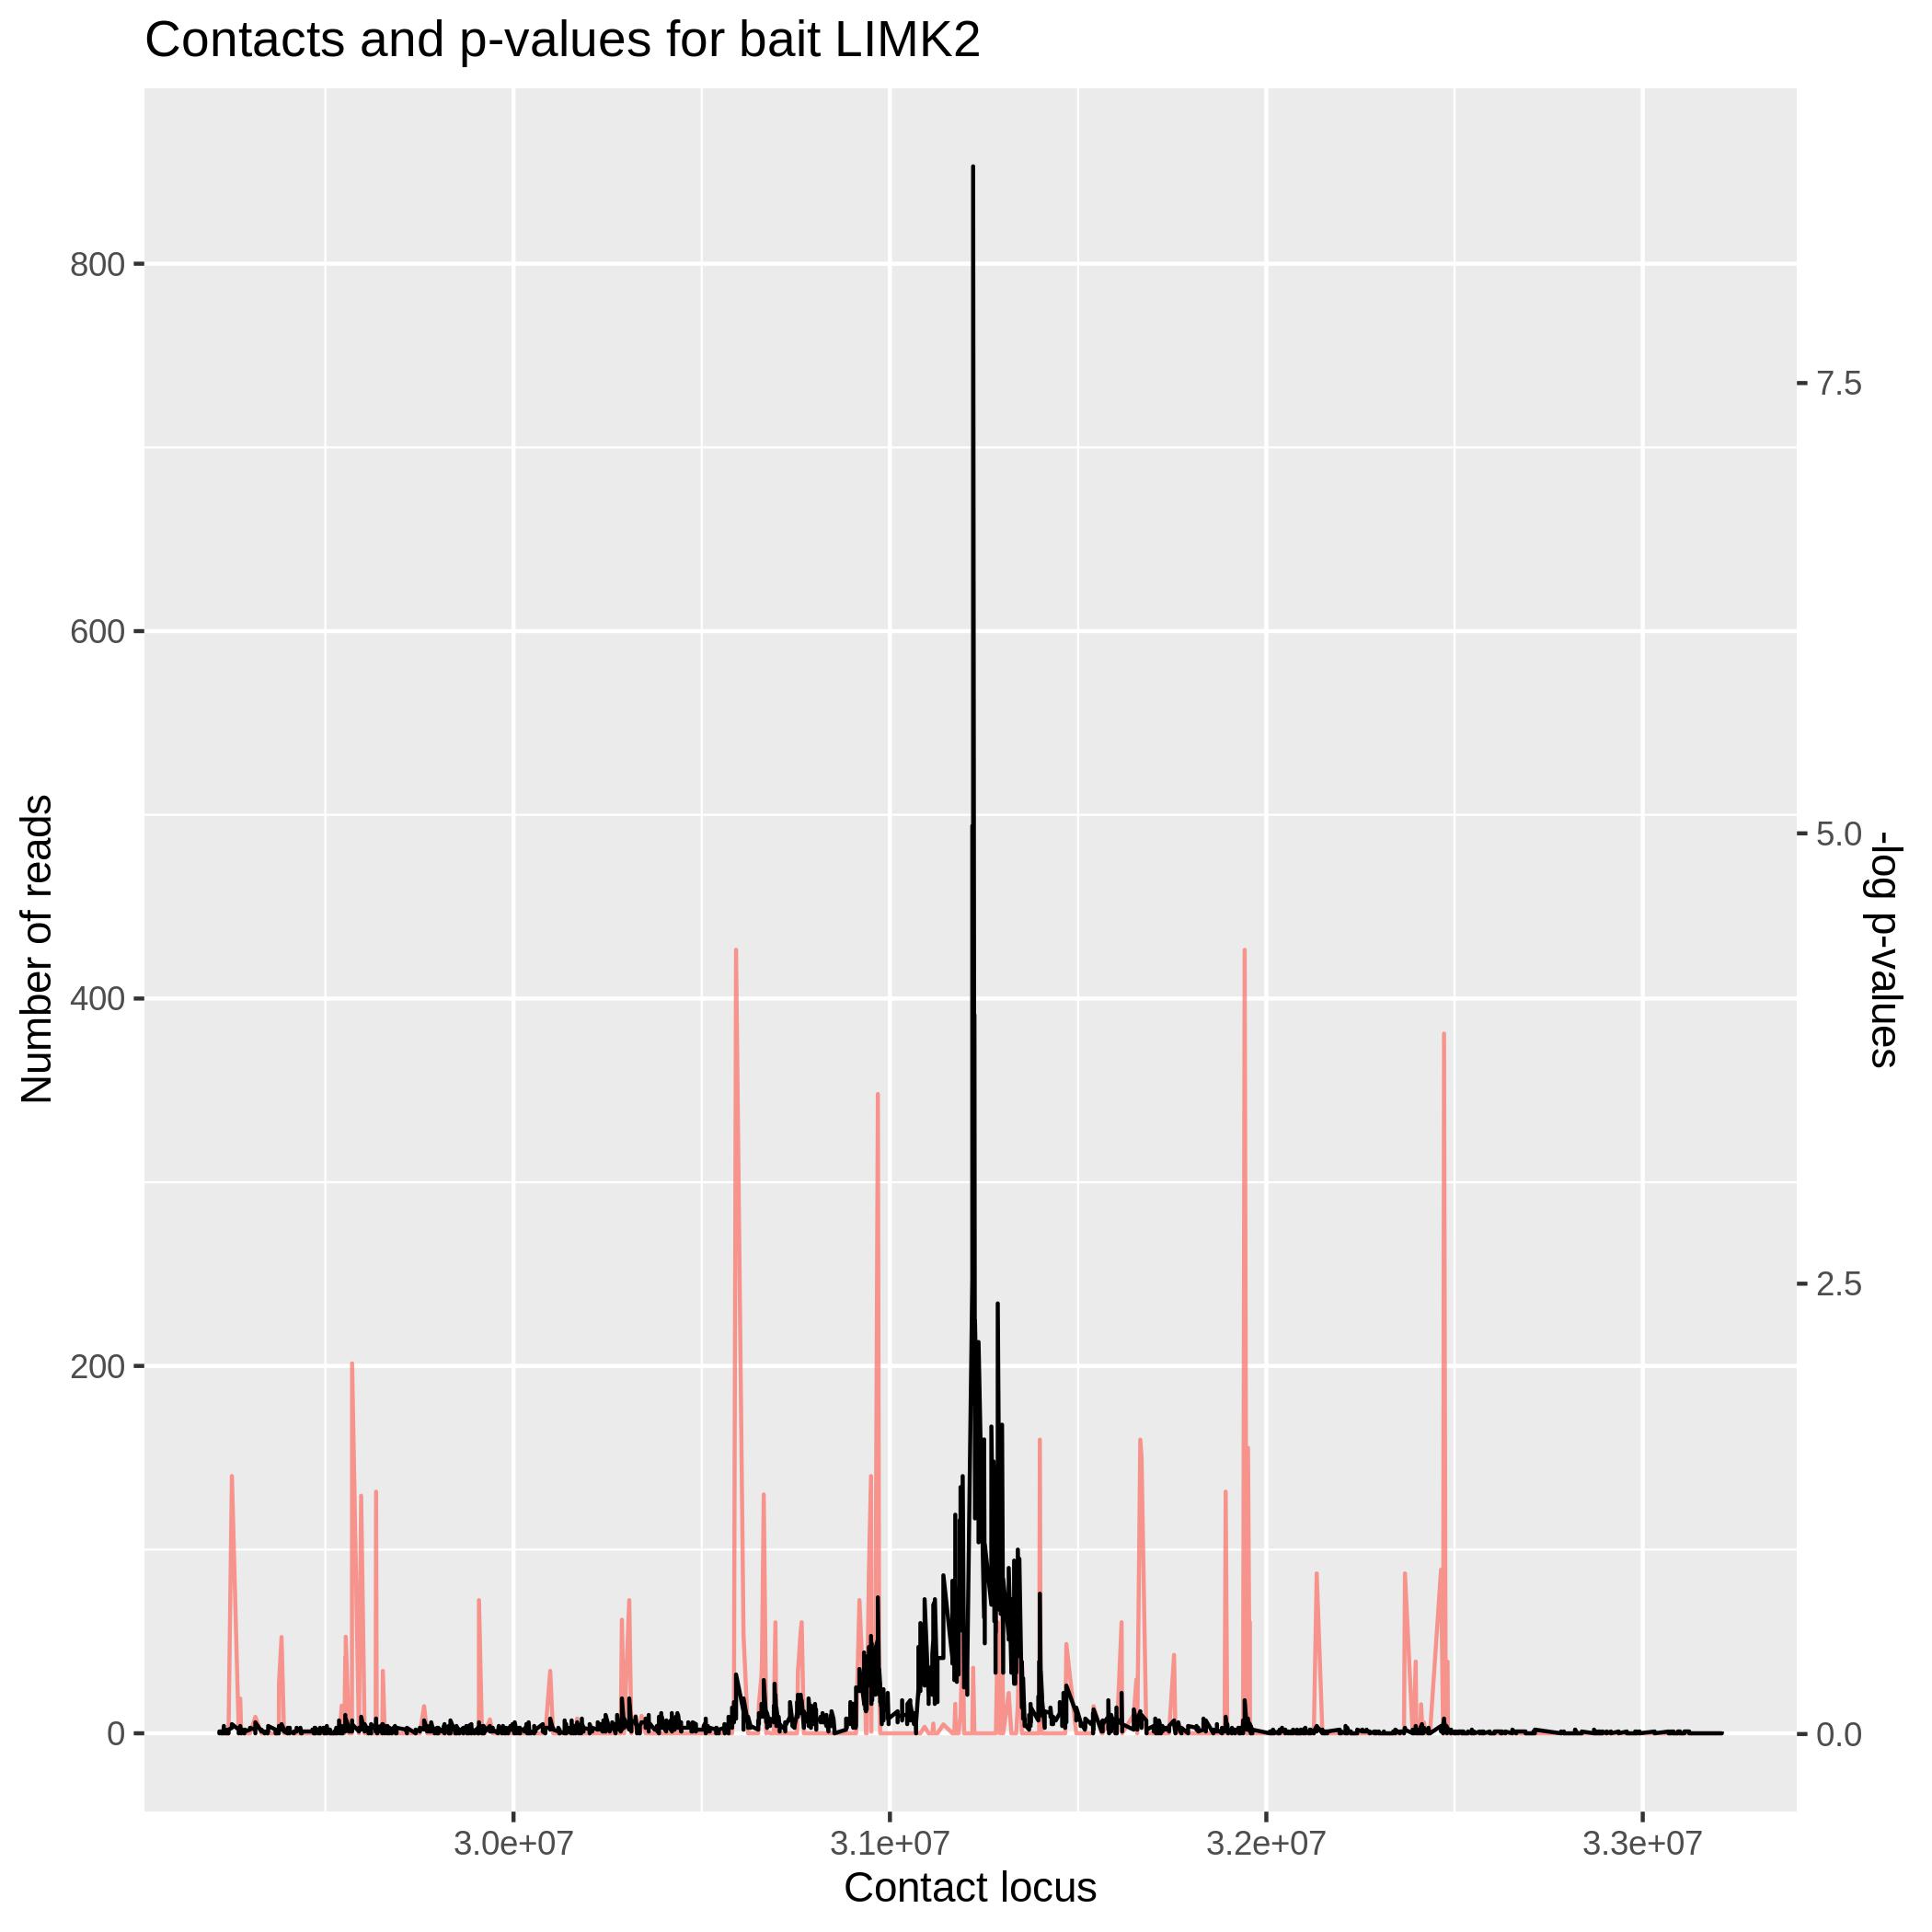 Contacts and p-values for bait LIMK2
800
600
400
200
0
Number of reads
7.5
5.0
2.5
0.0
-log p-values
3.0e+07
3.1e+07
3.2e+07
3.3e+07
Contact locus